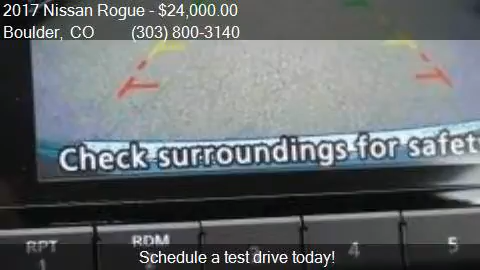 2017 Nissan Rogue - $24,000.00
Boulder, CO (303) 800-3140
Check surroundings for safet
RPT RDM
1 4 5
Schedule a test drive today!